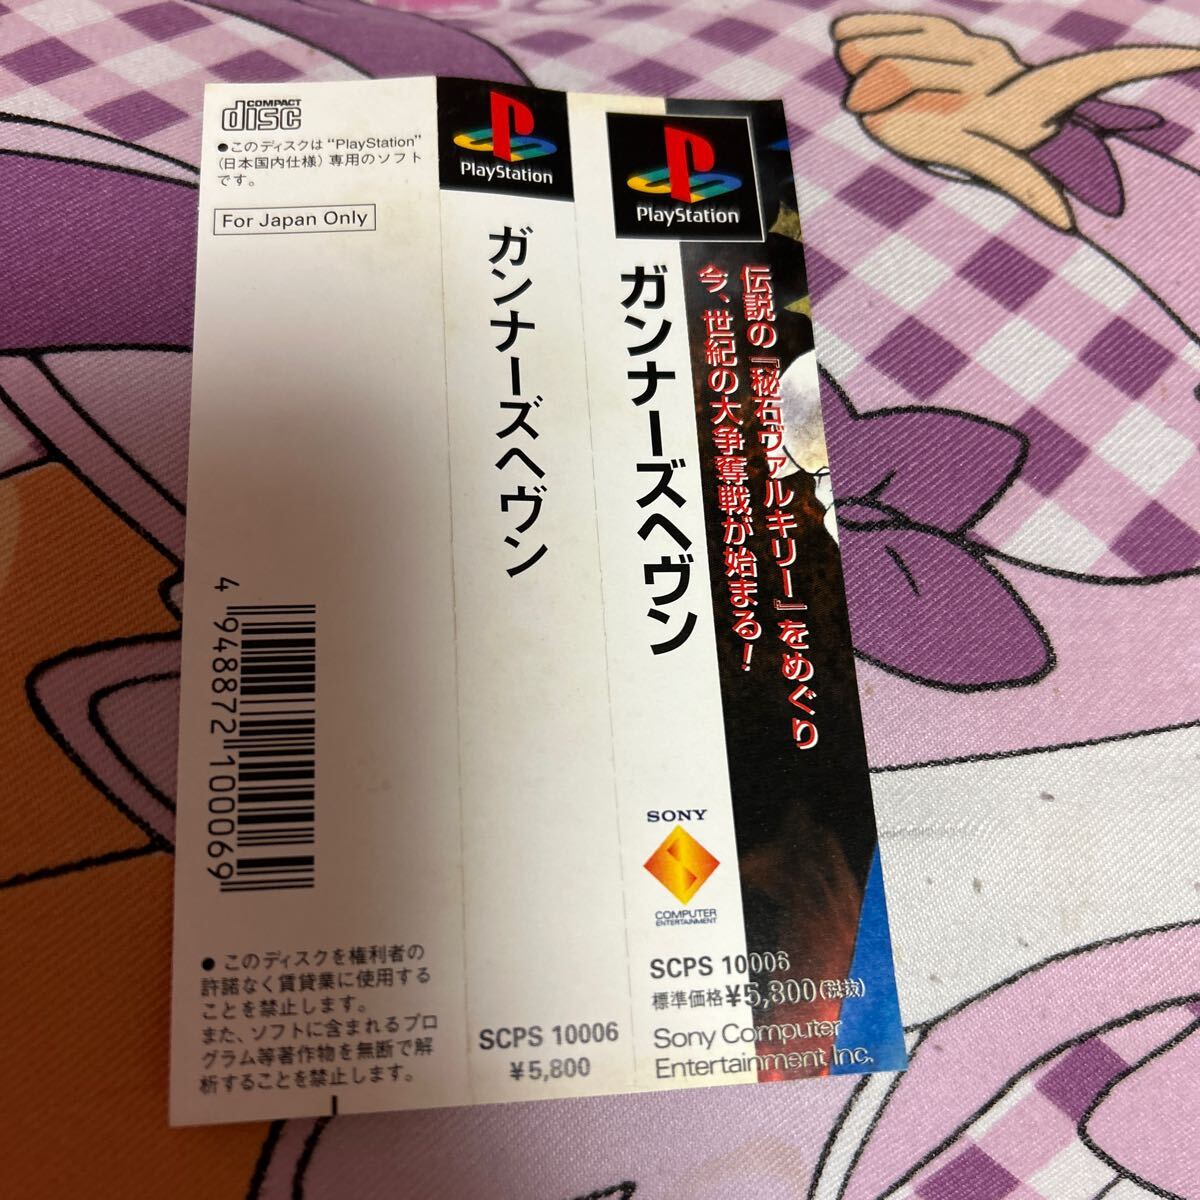 COMPACT
disc
●このディスクは"PlayStation"
(日本国内仕様)専用のソフト
です。
For Japan Only
4 948872 100069
●このディスクを権利者の
許諾なく賃貸業に使用する
ことを禁止します。
また、ソフトに含まれるプロ
グラム等著作物を無断で解
析することを禁止します。
PlayStation
ガンナーズヘヴン
SCPS 10006
¥5,800
PlayStation
伝説の『秘石ヴァルキリー』をめぐり
今、世紀の大争奪戦が始まる!
ガンナーズヘヴン
SONY
COMPUTER
ENTERTAINMENT
SCPS 10006
標準価格¥5,800(税抜)
Sony Computer
Entertainment Inc.